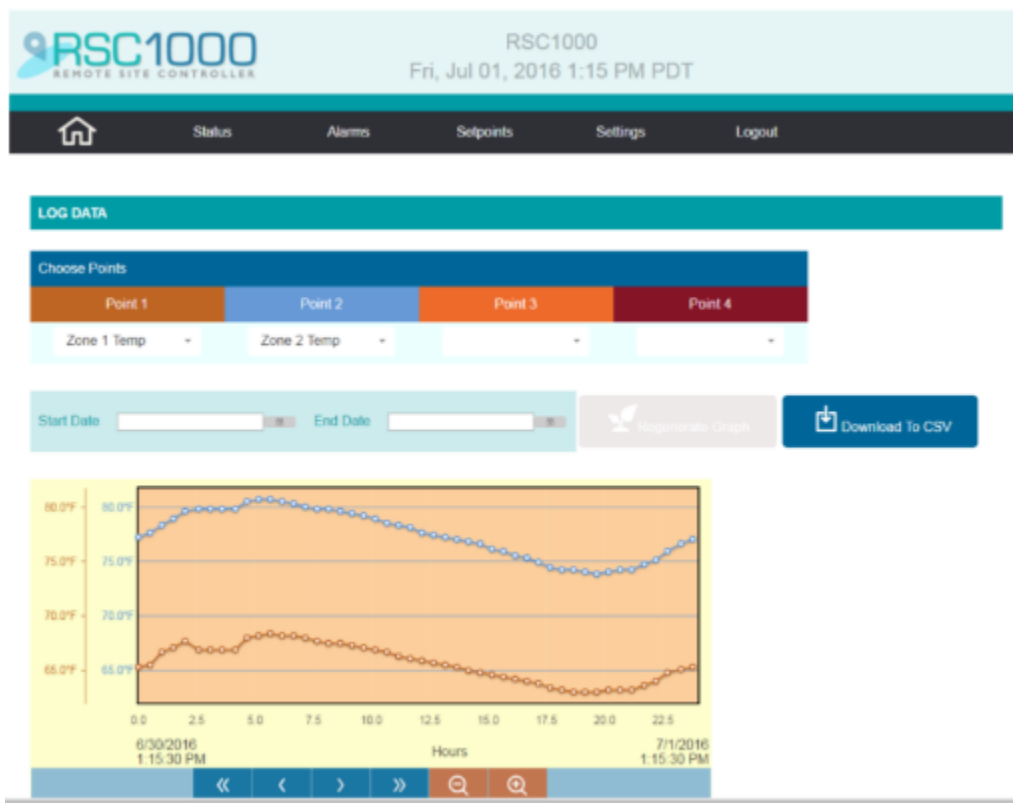 RSC1000
REMOTE SITE CONTROLLER
RSC1000
Fri, Jul 01, 2016 1:15 PM PDT
Status Alarms Setpoints Settings Logout
LOG DATA
Choose Points
Point 1 Point 2 Point 3 Point 4
Zone 1 Temp Zone 2 Temp
Start Date End Date Regenerate Graph Download To CSV
80.0°F 80.0°F
75.0°F 75.0°F
70.0°F 70.0°F
65.0°F 65.0°F
0.0 2.5 5.0 7.5 10.0 12.5 15.0 17.5 20.0 22.5
6/30/2016 Hours 7/1/2016
1:15:30 PM 1:15:30 PM